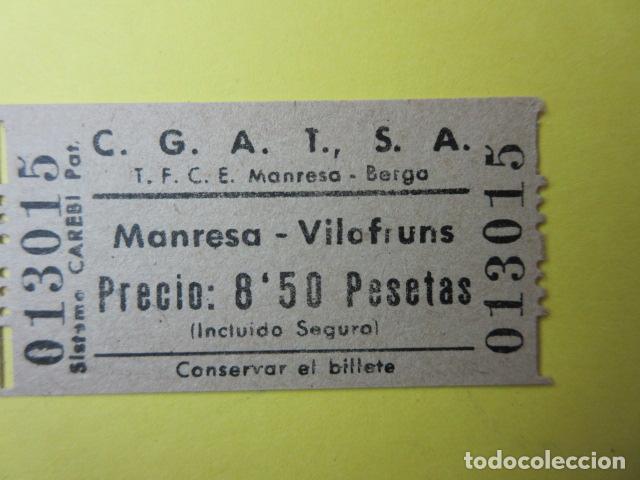 C. G. A. T., S. A.
T. F. C. E. Manresa - Berga
Manresa - Vilafruns
Precio: 8'50 Pesetas
(Incluido Seguro)
Conservar el billete
013015
Sistema CAREBI Pat.
013015
todocoleccion